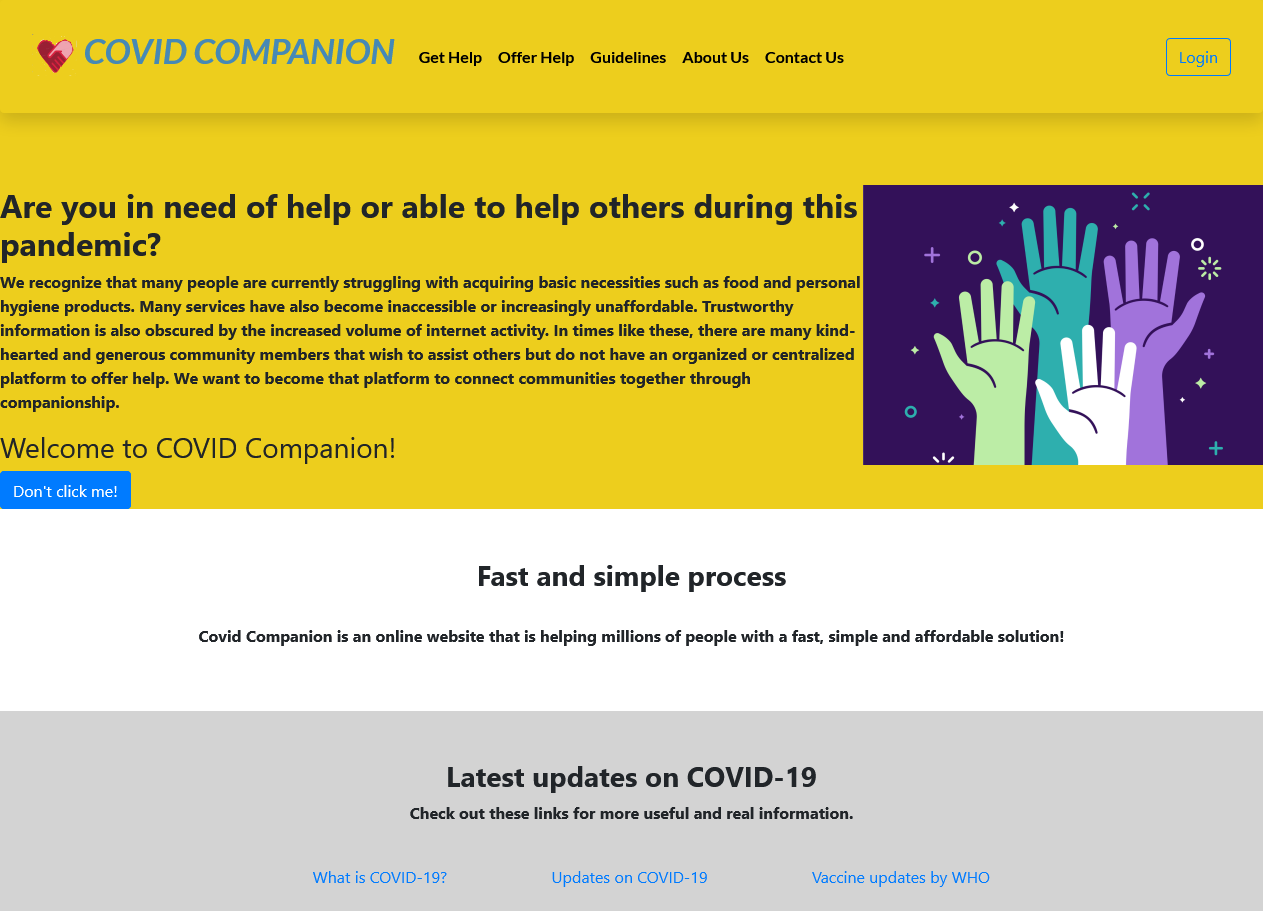 COVID COMPANION
Get Help
Offer Help
Guidelines
About Us
Contact Us
Login
Are you in need of help or able to help others during this
pandemic?
We recognize that many people are currently struggling with acquiring basic necessities such as food and personal
hygiene products. Many services have also become inaccessible or increasingly unaffordable. Trustworthy
information is also obscured by the increased volume of internet activity. In times like these, there are many kind-
hearted and generous community members that wish to assist others but do not have an organized or centralized
platform to offer help. We want to become that platform to connect communities together through
companionship.
Welcome to COVID Companion!
Don't click me!
Fast and simple process
Covid Companion is an online website that is helping millions of people with a fast, simple and affordable solution!
Latest updates on COVID-19
Check out these links for more useful and real information.
What is COVID-19?
Updates on COVID-19
Vaccine updates by WHO